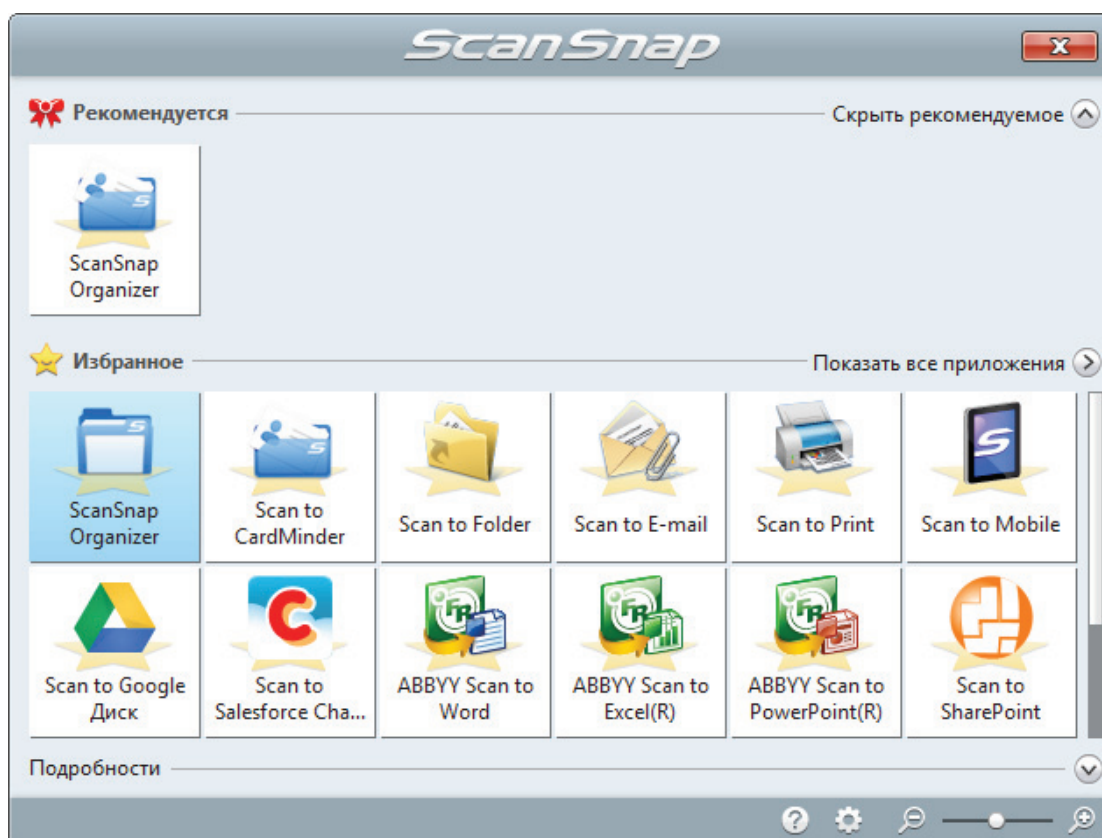 ScanSnap
Рекомендуется
Скрыть рекомендуемое
ScanSnap
Organizer
Избранное
Показать все приложения
ScanSnap
Organizer
Scan to
CardMinder
Scan to Folder
Scan to E-mail
Scan to Print
Scan to Mobile
Scan to Google
Диск
Scan to
Salesforce Cha...
ABBYY Scan to
Word
ABBYY Scan to
Excel(R)
ABBYY Scan to
PowerPoint(R)
Scan to
SharePoint
Подробности